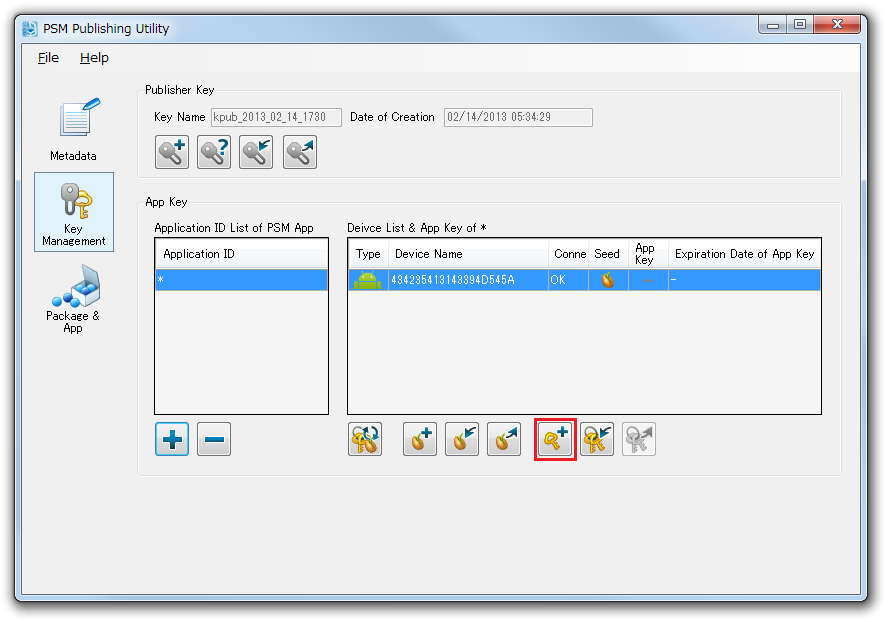 PSM Publishing Utility
File Help
Metadata
Key
Management
Package &
App
Publisher Key
Key Name kpub_2013_02_14_1730 Date of Creation 02/14/2013 05:34:29
App Key
Application ID List of PSM App
Application ID
*
Deivce List & App Key of *
Type Device Name Conne Seed App Key Expiration Date of App Key
434235413143394D545A OK - -